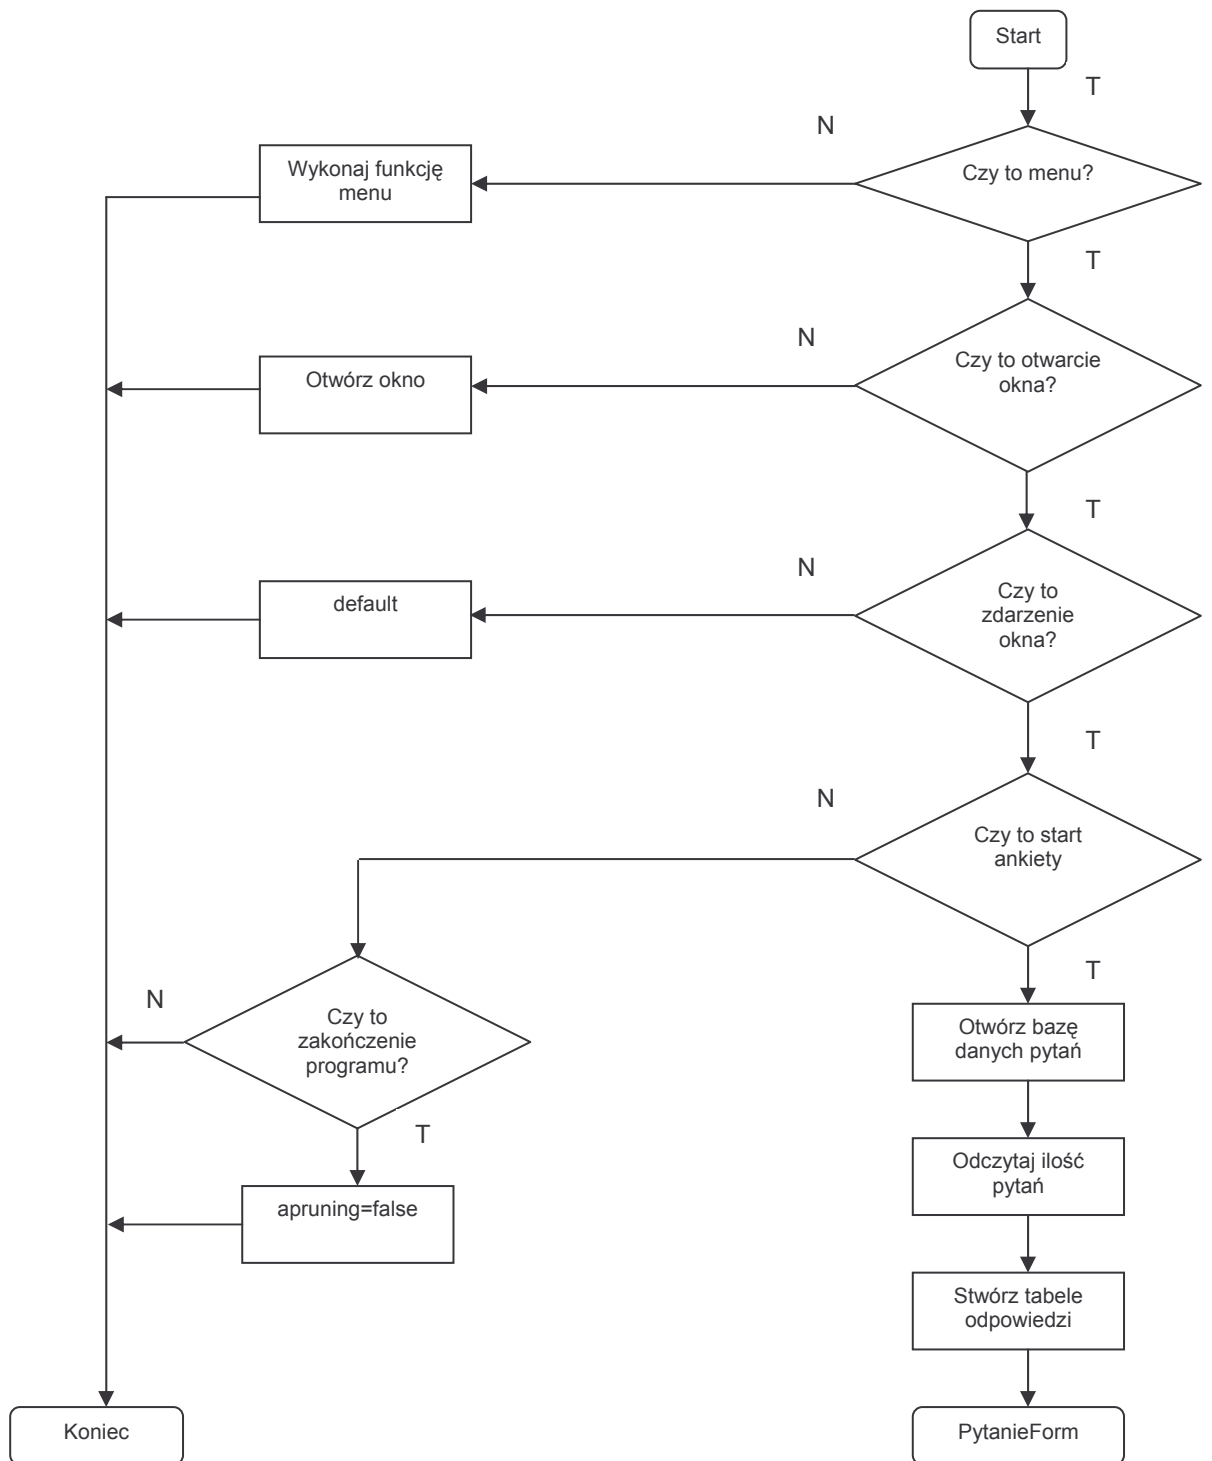 Start
T
N
Wykonaj funkcję
menu
Czy to menu?
T
N
Otwórz okno
Czy to otwarcie
okna?
T
N
default
Czy to
zdarzenie
okna?
T
N
Czy to start
ankiety
T
N
Czy to
zakończenie
programu?
Otwórz bazę
danych pytań
T
Odczytaj ilość
pytań
apruning=false
Stwórz tabele
odpowiedzi
Koniec
PytanieForm